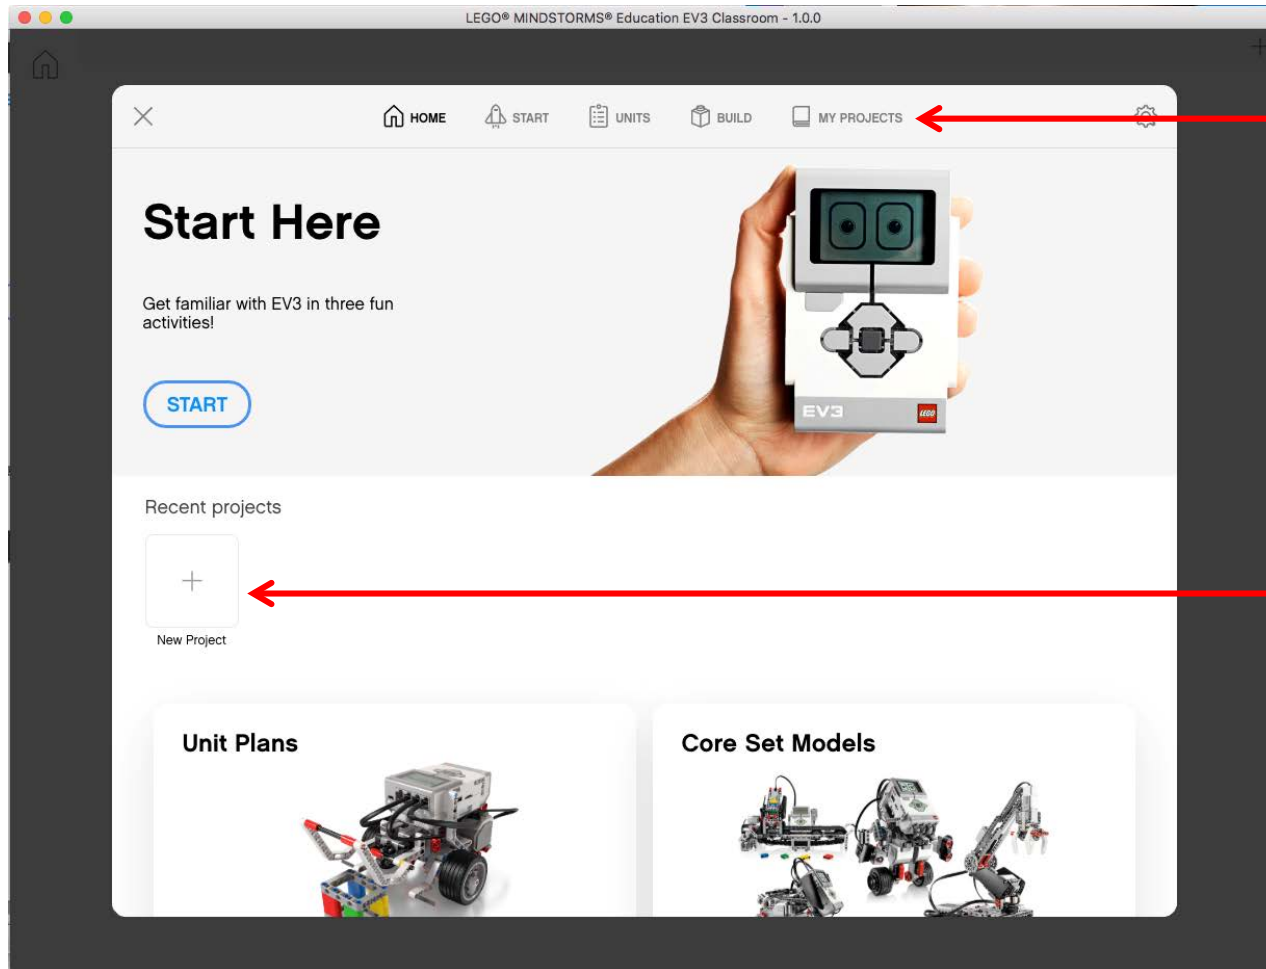 LEGO® MINDSTORMS® Education EV3 Classroom - 1.0.0
HOME
START
UNITS
BUILD
MY PROJECTS
Start Here
Get familiar with EV3 in three fun
activities!
START
EV3
LEGO
Recent projects
New Project
Unit Plans
Core Set Models